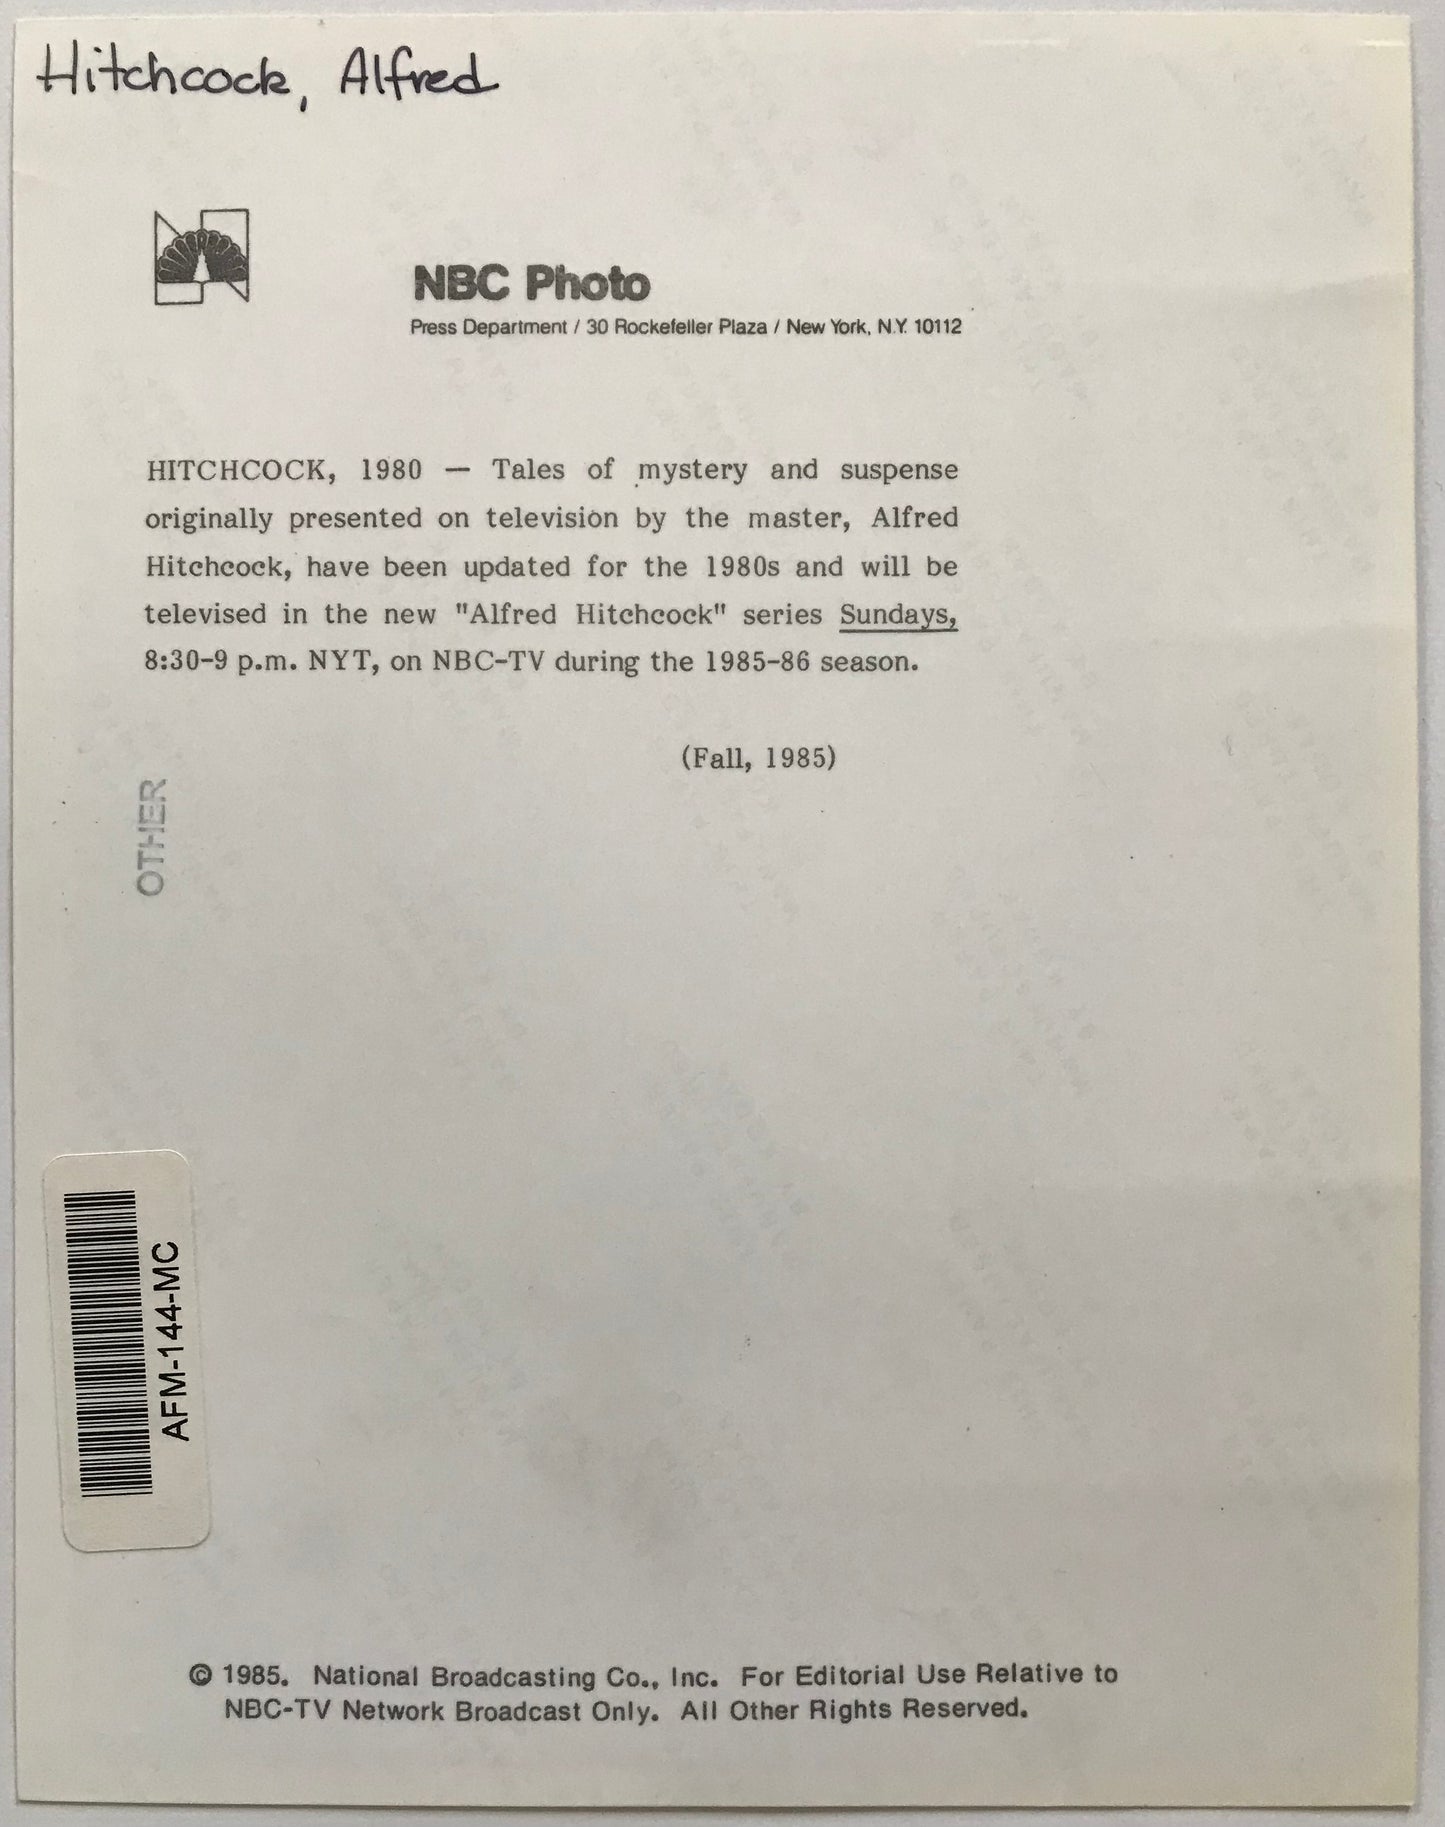 Hitchcock, Alfred
NBC Photo
Press Department / 30 Rockefeller Plaza / New York, N.Y. 10112
HITCHCOCK, 1980 — Tales of mystery and suspense
originally presented on television by the master, Alfred
Hitchcock, have been updated for the 1980s and will be
televised in the new "Alfred Hitchcock" series Sundays,
8:30-9 p.m. NYT, on NBC-TV during the 1985-86 season.
(Fall, 1985)
OTHER
AFM-144-MC
© 1985. National Broadcasting Co., Inc. For Editorial Use Relative to
NBC-TV Network Broadcast Only. All Other Rights Reserved.